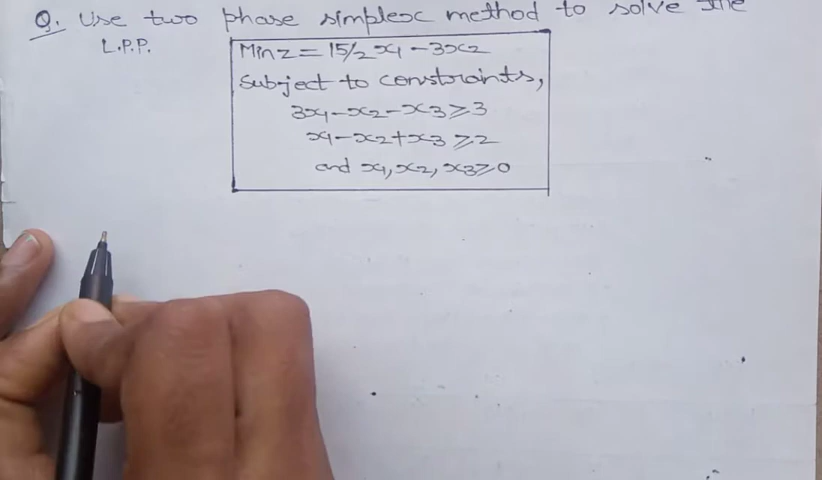 Q. Use two phase simplex method to solve the
L.P.P.
Min z = 15/2 x1 - 3x2
Subject to constraints,
3x1 - x2 - x3 ≥ 3
x1 - x2 + x3 ≥ 2
and x1, x2, x3 ≥ 0